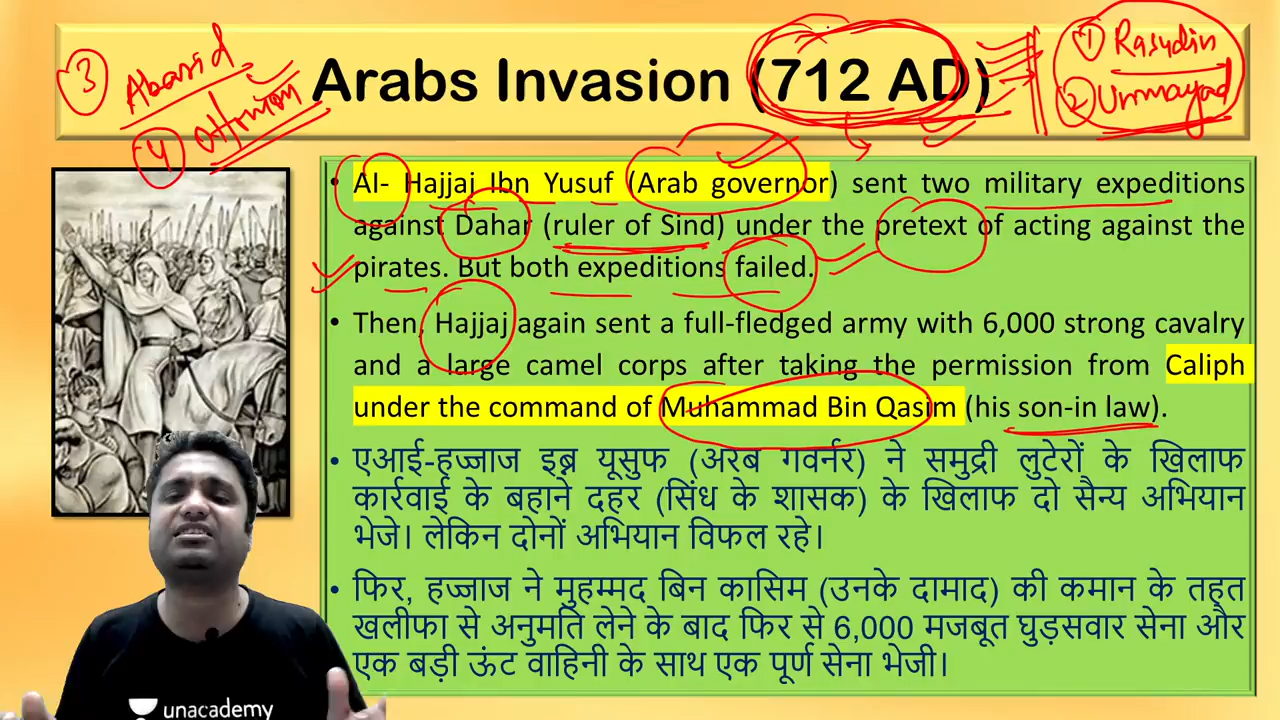 ③ Abasid
④ Ottoman
Arabs Invasion (712 AD)
① Rasydin
② Ummayad
• Al- Hajjaj Ibn Yusuf (Arab governor) sent two military expeditions
against Dahar (ruler of Sind) under the pretext of acting against the
pirates. But both expeditions failed.
• Then, Hajjaj again sent a full-fledged army with 6,000 strong cavalry
and a large camel corps after taking the permission from Caliph
under the command of Muhammad Bin Qasim (his son-in law).
• एआई-हज्जाज इब्न यूसुफ (अरब गवर्नर) ने समुद्री लुटेरों के खिलाफ
कार्रवाई के बहाने दहर (सिंध के शासक) के खिलाफ दो सैन्य अभियान
भेजे। लेकिन दोनों अभियान विफल रहे।
• फिर, हज्जाज ने मुहम्मद बिन कासिम (उनके दामाद) की कमान के तहत
खलीफा से अनुमति लेने के बाद फिर से 6,000 मजबूत घुड़सवार सेना और
एक बड़ी ऊंट वाहिनी के साथ एक पूर्ण सेना भेजी।
unacademy